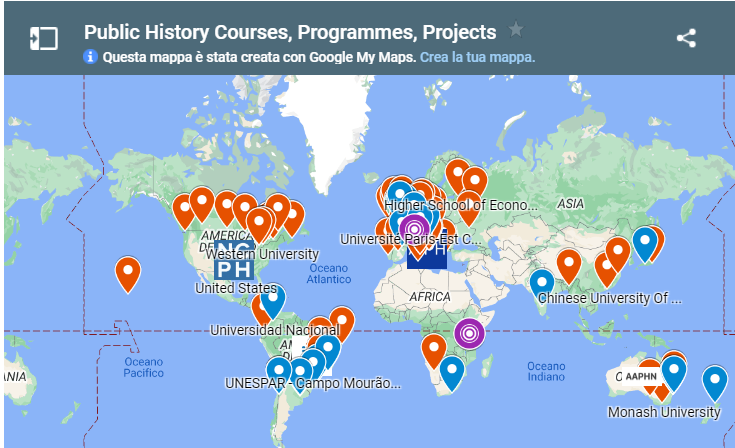 Public History Courses, Programmes, Projects
Questa mappa è stata creata con Google My Maps. Crea la tua mappa.
Higher School of Econo...
ASIA
AMERICA
Université Paris-Est C...
Western University
PH
United States
Oceano
Atlantico
AFRICA
Chinese University Of ...
Universidad Nacional
Oceano
Pacifico
Oceano
Indiano
ANIA
AAPHN
UNESPAR - Campo Mourão...
Monash University